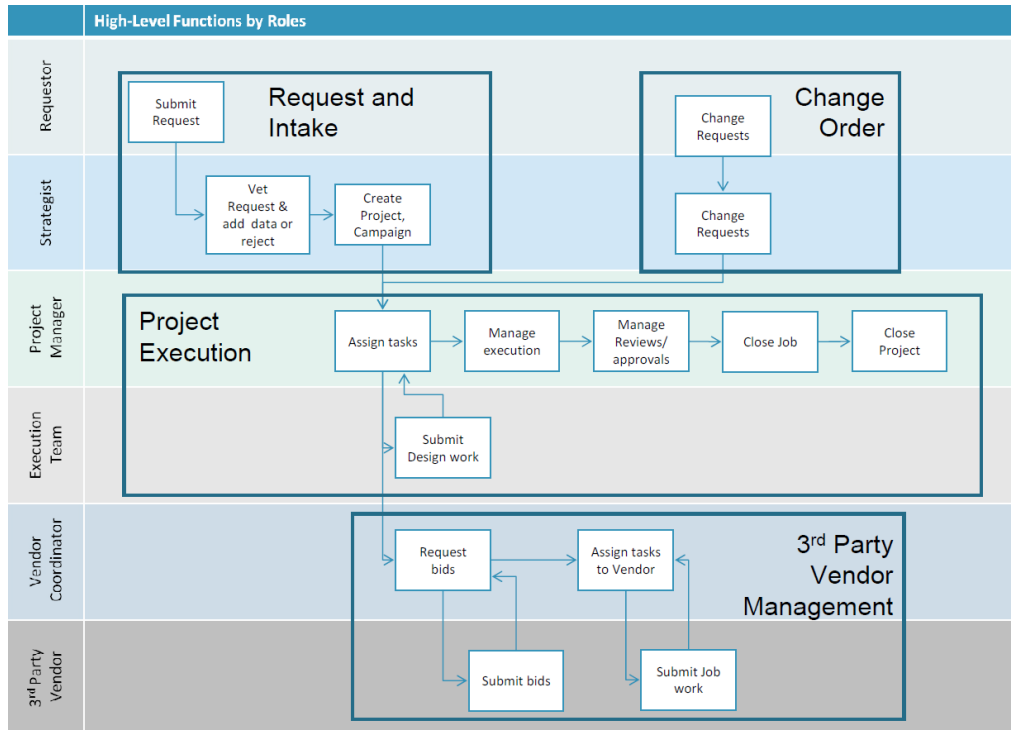 High-Level Functions by Roles
Requestor
Submit
Request
Request and
Intake
Change
Requests
Change
Order
Strategist
Vet
Request &
add data or
reject
Create
Project,
Campaign
Change
Requests
Project
Manager
Project
Execution
Assign tasks
Manage
execution
Manage
Reviews/
approvals
Close Job
Close
Project
Execution
Team
Submit
Design work
Vendor
Coordinator
Request
bids
Assign tasks
to Vendor
3rd Party
Vendor
Management
3rd Party
Vendor
Submit bids
Submit Job
work